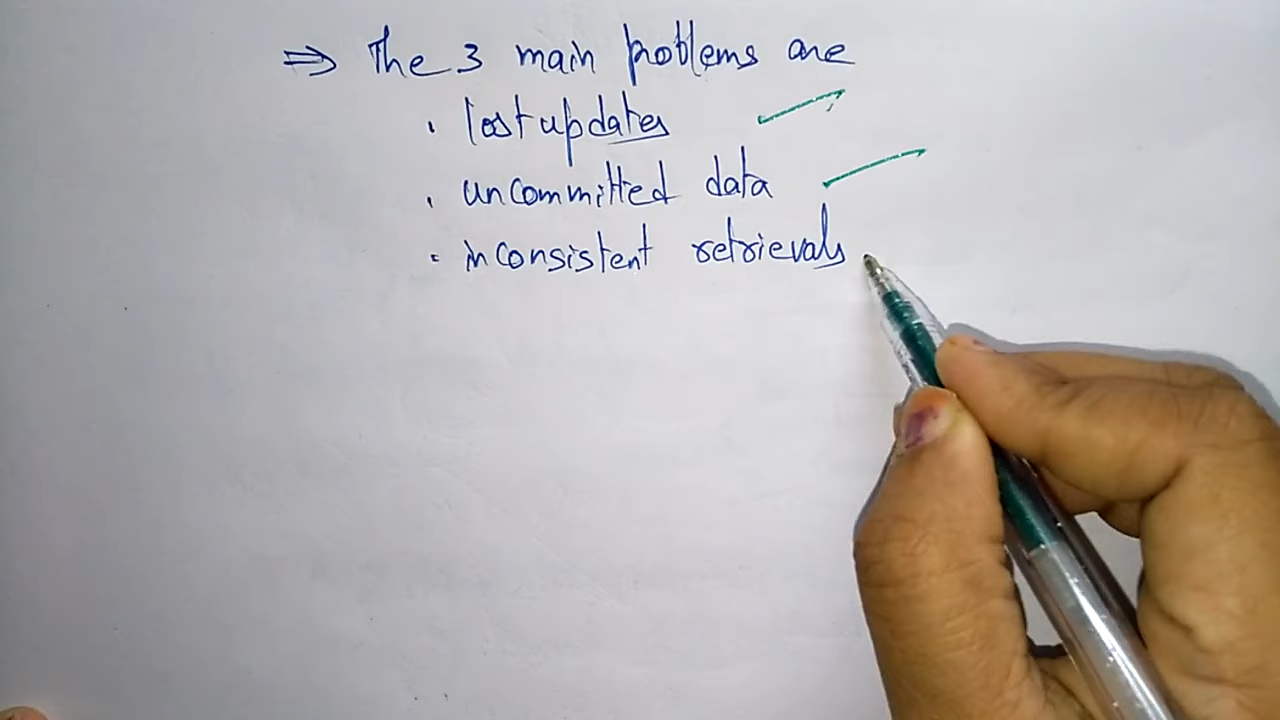 ⇒ The 3 main problems are
• lost updates
• uncommitted data
• inconsistent retrievals